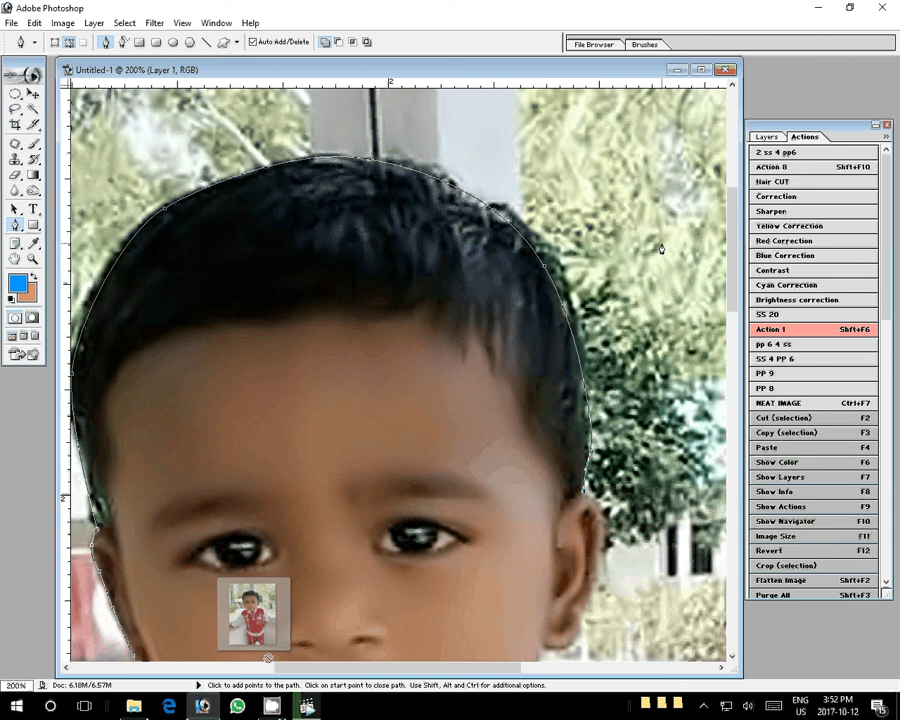 Adobe Photoshop
File Edit Image Layer Select Filter View Window Help
Auto Add/Delete
File Browser Brushes
Untitled-1 @ 200% (Layer 1, RGB)
2
2
Layers Actions
2 ss 4 pp6
Action 8 Shft+F10
Hair CUT
Correction
Sharper
Yellow Correction
Red Correction
Blue Correction
Contrast
Cyan Correction
Brightness correction
SS 20
Action 1 Shft+F6
pp 6 4 ss
SS 4 PP 6
PP 9
PP 8
NEAT IMAGE Ctrl+F7
Cut (selection) F2
Copy (selection) F3
Paste F4
Show Color F6
Show Layers F7
Show Info F8
Show Actions F9
Show Navigator F10
Image Size F11
Revert F12
Crop (selection)
Flatten Image Shft+F2
Purge All Shft+F3
200% Doc: 6.18M/6.57M Click to add points to the path. Click on start point to close path. Use Shift, Alt and Ctrl for additional options.
ENG
US
3:52 PM
2017-10-12
15